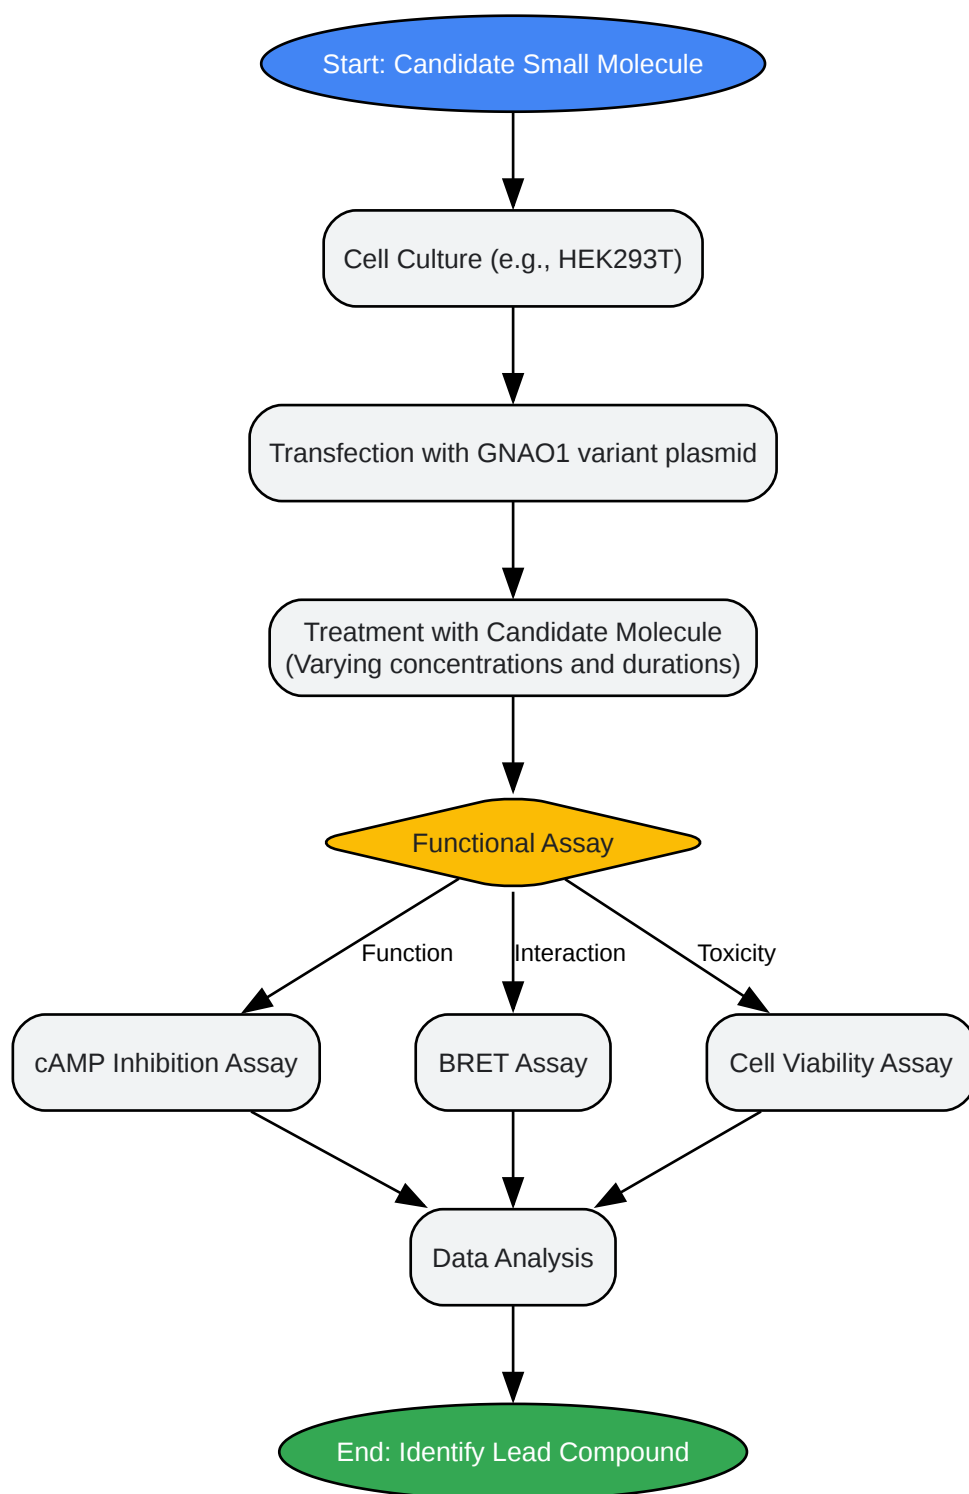 Start: Candidate Small Molecule
Cell Culture (e.g., HEK293T)
Transfection with GNAO1 variant plasmid
Treatment with Candidate Molecule
(Varying concentrations and durations)
Functional Assay
Function
Interaction
Toxicity
cAMP Inhibition Assay
BRET Assay
Cell Viability Assay
Data Analysis
End: Identify Lead Compound